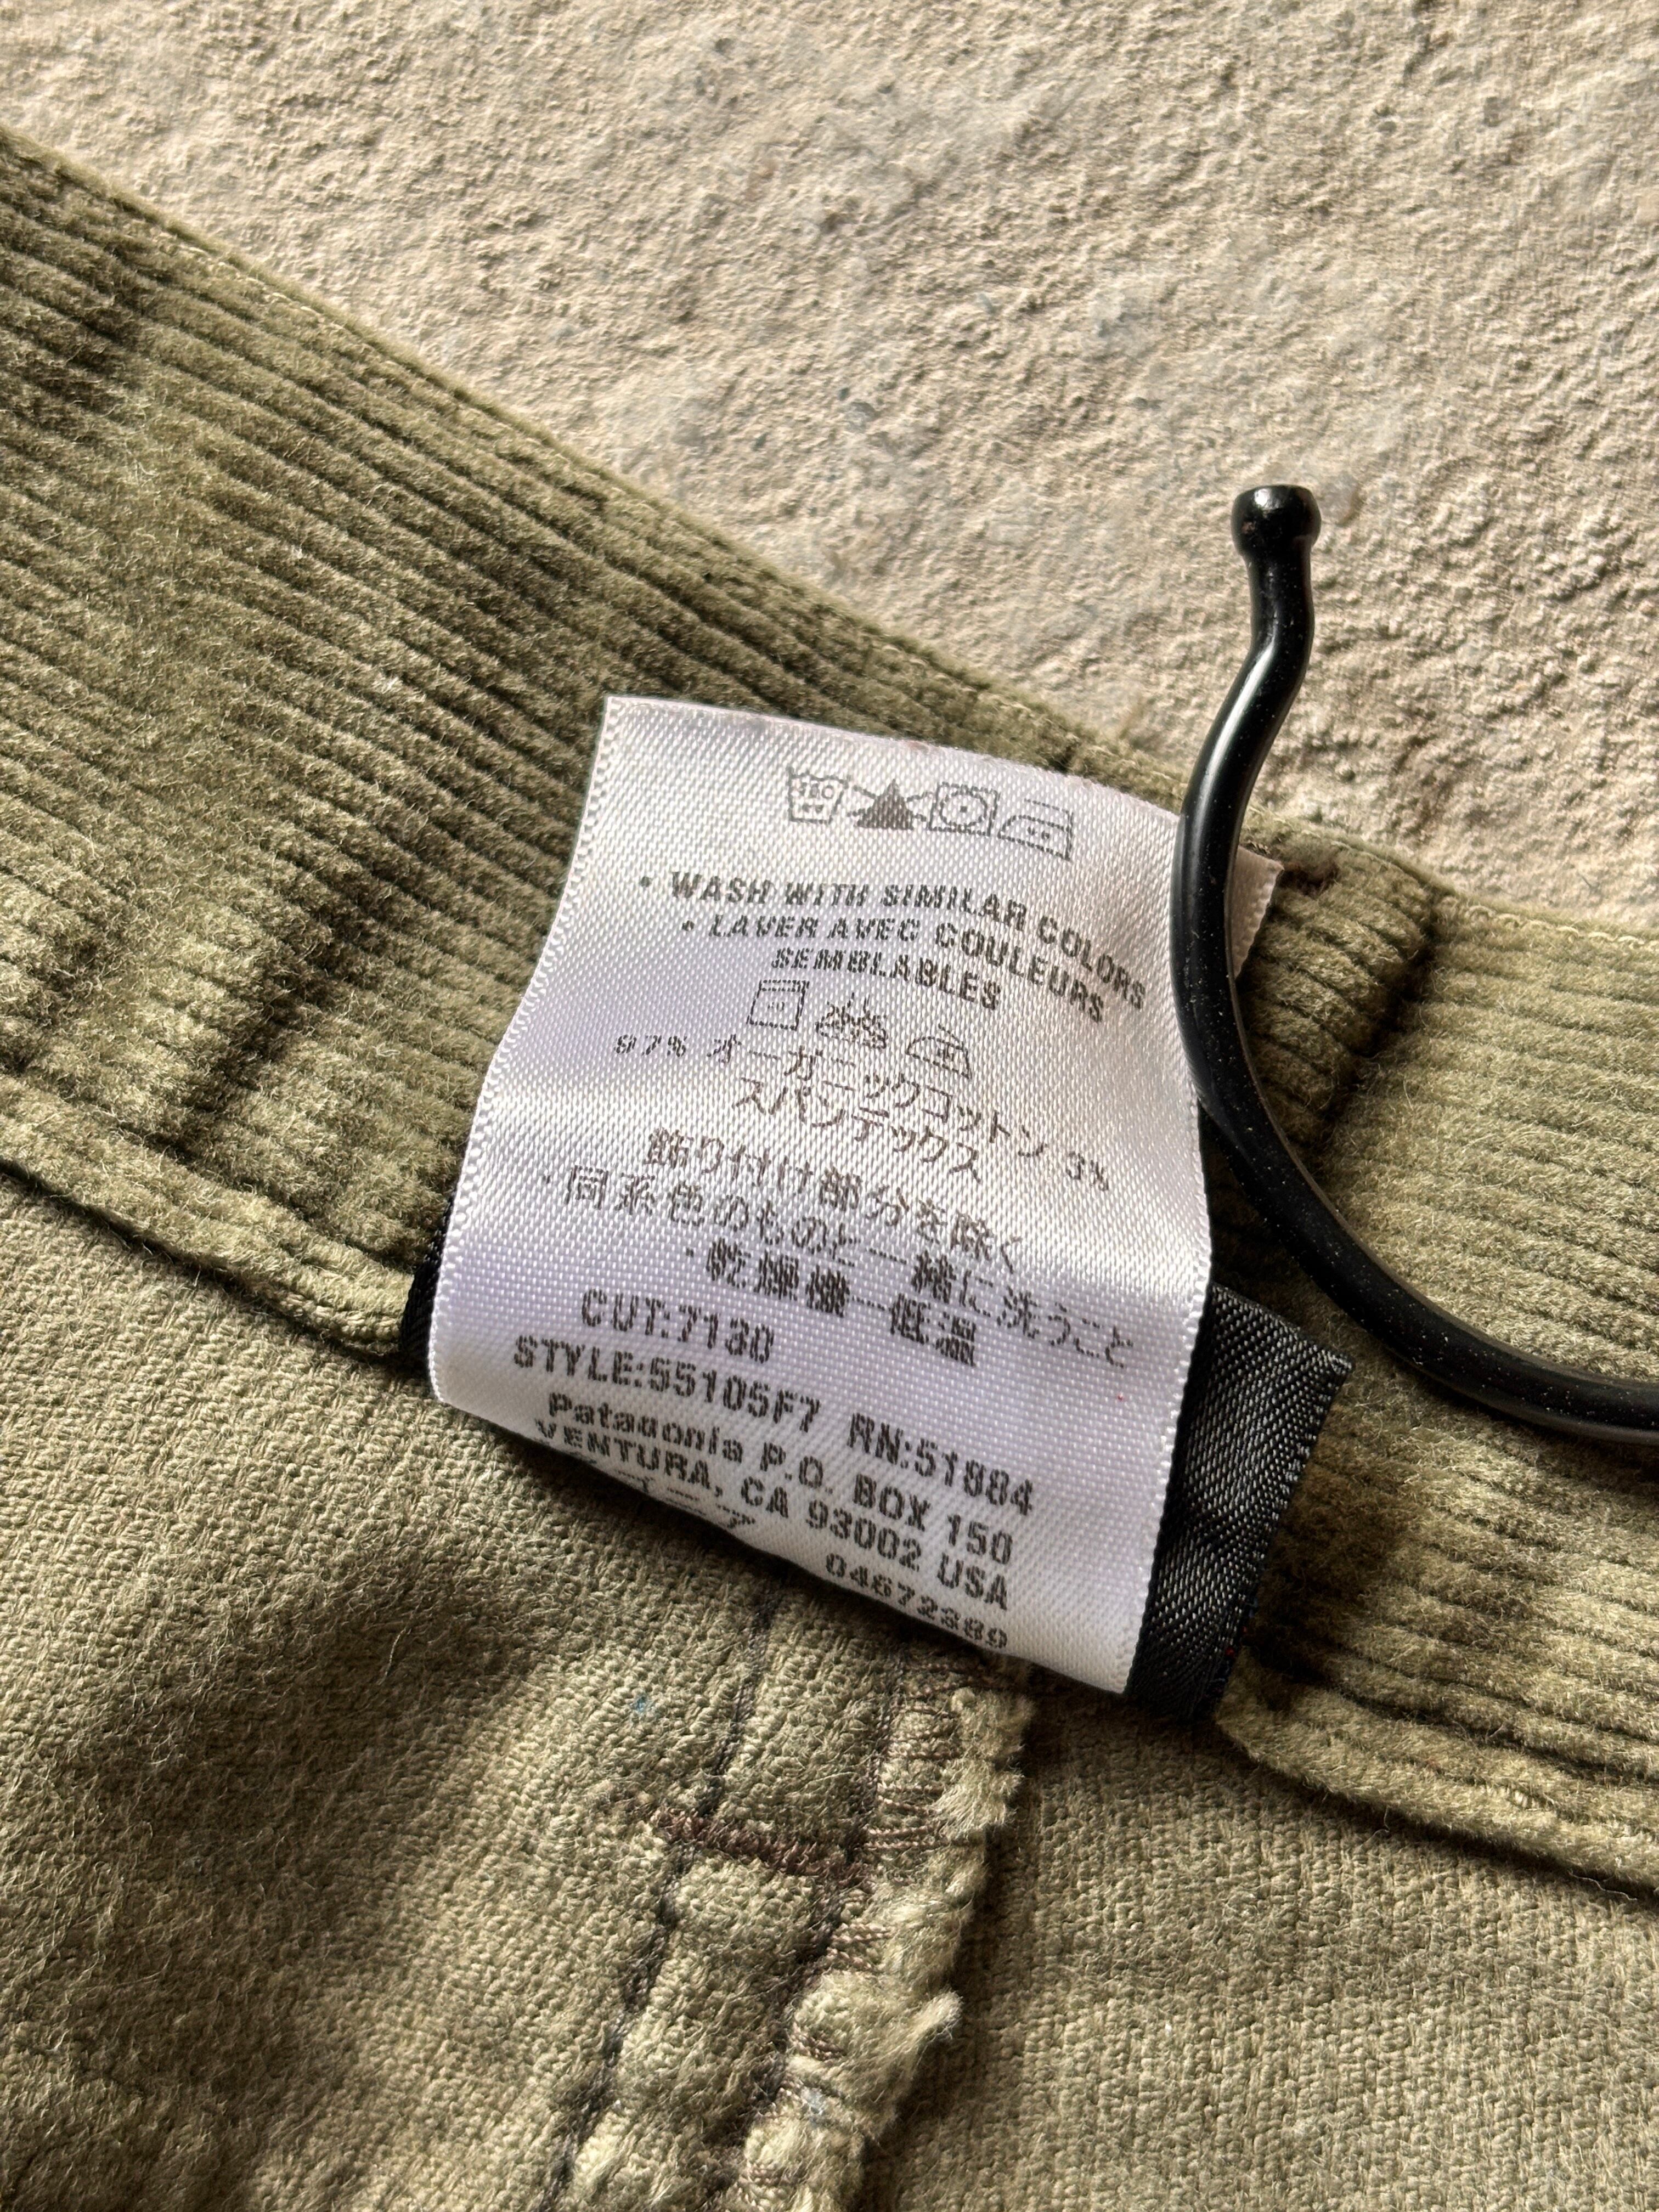 • WASH WITH SIMILAR COLORS
• LAVER AVEC COULEURS
SEMBLABLES
97% オーガニックコットン 3%
スパンテックス
飾り付け部分を除く
・同系色のものと一緒に洗うこと
・乾燥機－低温
CUT:7130
STYLE:55105F7 RN:51884
Patagonia P.O. BOX 150
VENTURA, CA 93002 USA
04672389